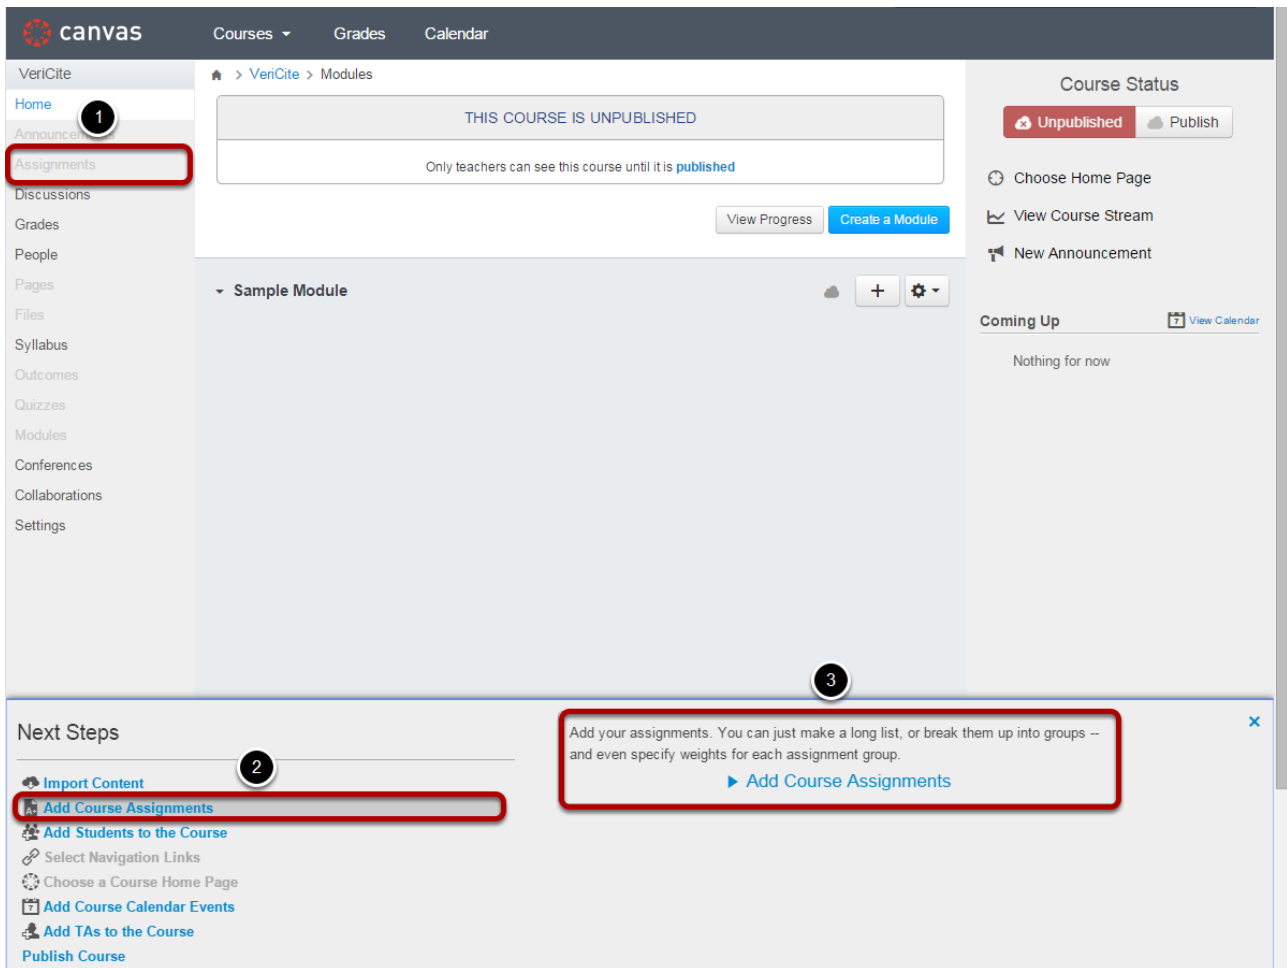 canvas
Courses
Grades
Calendar
VeriCite
Home
Announcements
Assignments
Discussions
Grades
People
Pages
Files
Syllabus
Outcomes
Quizzes
Modules
Conferences
Collaborations
Settings
1
> VeriCite > Modules
THIS COURSE IS UNPUBLISHED
Only teachers can see this course until it is published
View Progress
Create a Module
Sample Module
+
Course Status
Unpublished
Publish
Choose Home Page
View Course Stream
New Announcement
Coming Up
7 View Calendar
Nothing for now
Next Steps
2
Import Content
A+ Add Course Assignments
Add Students to the Course
Select Navigation Links
Choose a Course Home Page
7 Add Course Calendar Events
Add TAs to the Course
Publish Course
3
Add your assignments. You can just make a long list, or break them up into groups --
and even specify weights for each assignment group.
Add Course Assignments
×